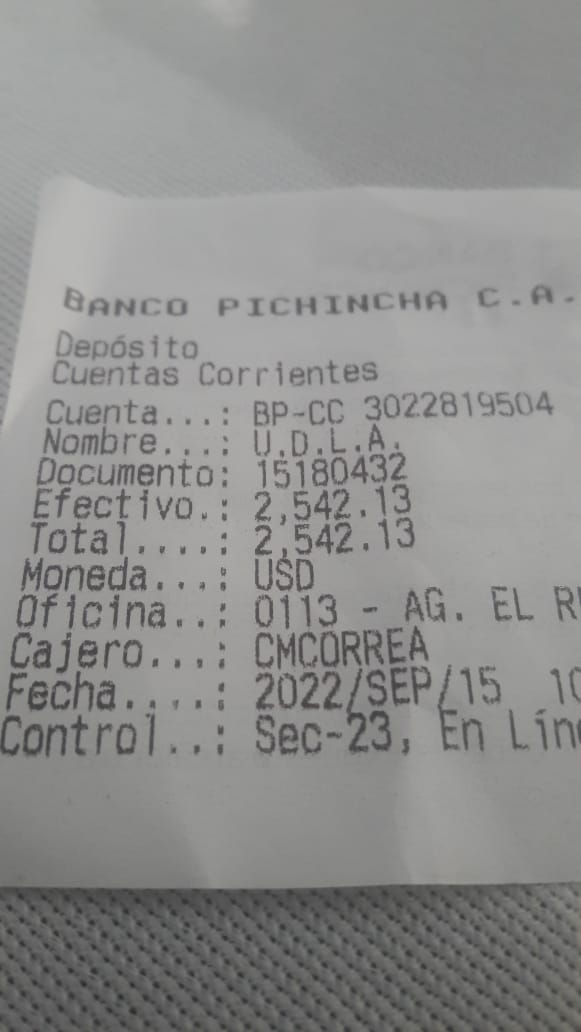 BANCO PICHINCHA C.A.
Depósito
Cuentas Corrientes
Cuenta...: BP-CC 3022819504
Nombre...: U.D.L.A.
Documento: 15180432
Efectivo.: 2,542.13
Total....: 2,542.13
Moneda...: USD
Oficina..: 0113 - AG. EL
Cajero...: CMCORREA
Fecha....: 2022/SEP/15 10
Control..: Sec-23, En